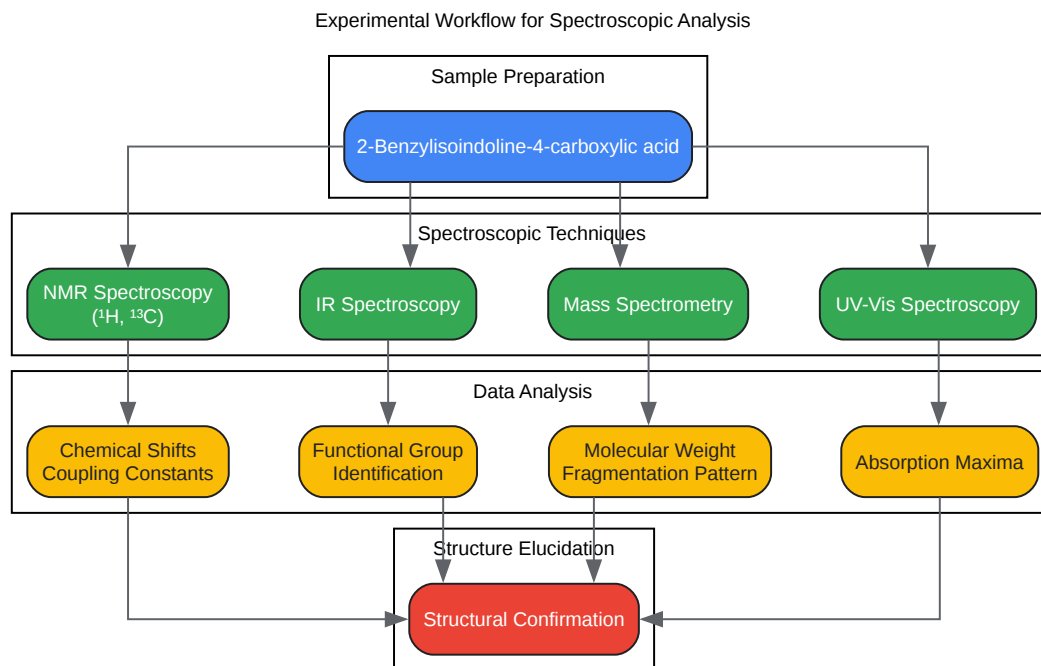 Experimental Workflow for Spectroscopic Analysis
Sample Preparation
2-Benzylisoindoline-4-carboxylic acid
Spectroscopic Techniques
NMR Spectroscopy
(¹H, ¹³C)
IR Spectroscopy
Mass Spectrometry
UV-Vis Spectroscopy
Data Analysis
Chemical Shifts
Coupling Constants
Functional Group
Identification
Molecular Weight
Fragmentation Pattern
Absorption Maxima
Structure Elucidation
Structural Confirmation